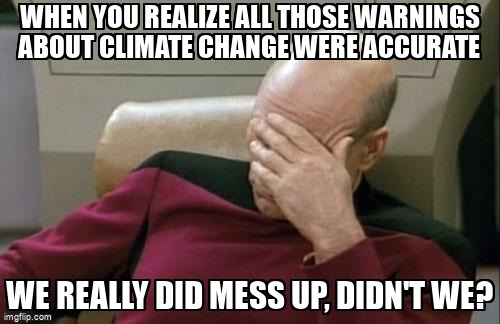 WHEN YOU REALIZE ALL THOSE WARNINGS
ABOUT CLIMATE CHANGE WERE ACCURATE
WE REALLY DID MESS UP, DIDN'T WE?
imgflip.com